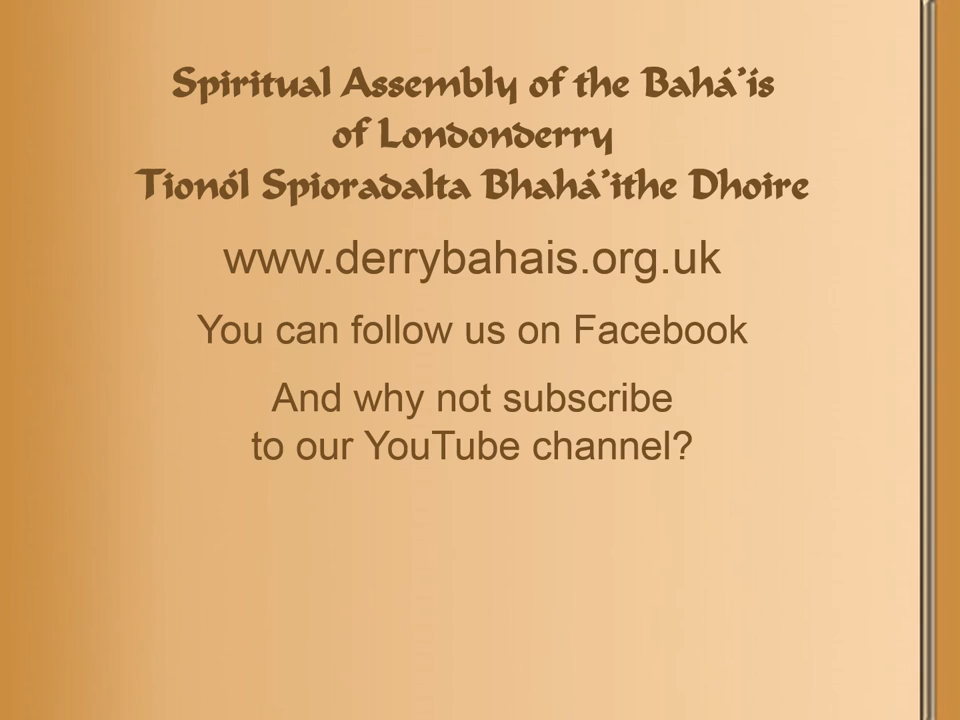 Spiritual Assembly of the Bahá’ís
of Londonderry
Tionól Spioradalta Bhahá’ithe Dhoire
www.derrybahais.org.uk
You can follow us on Facebook
And why not subscribe
to our YouTube channel?